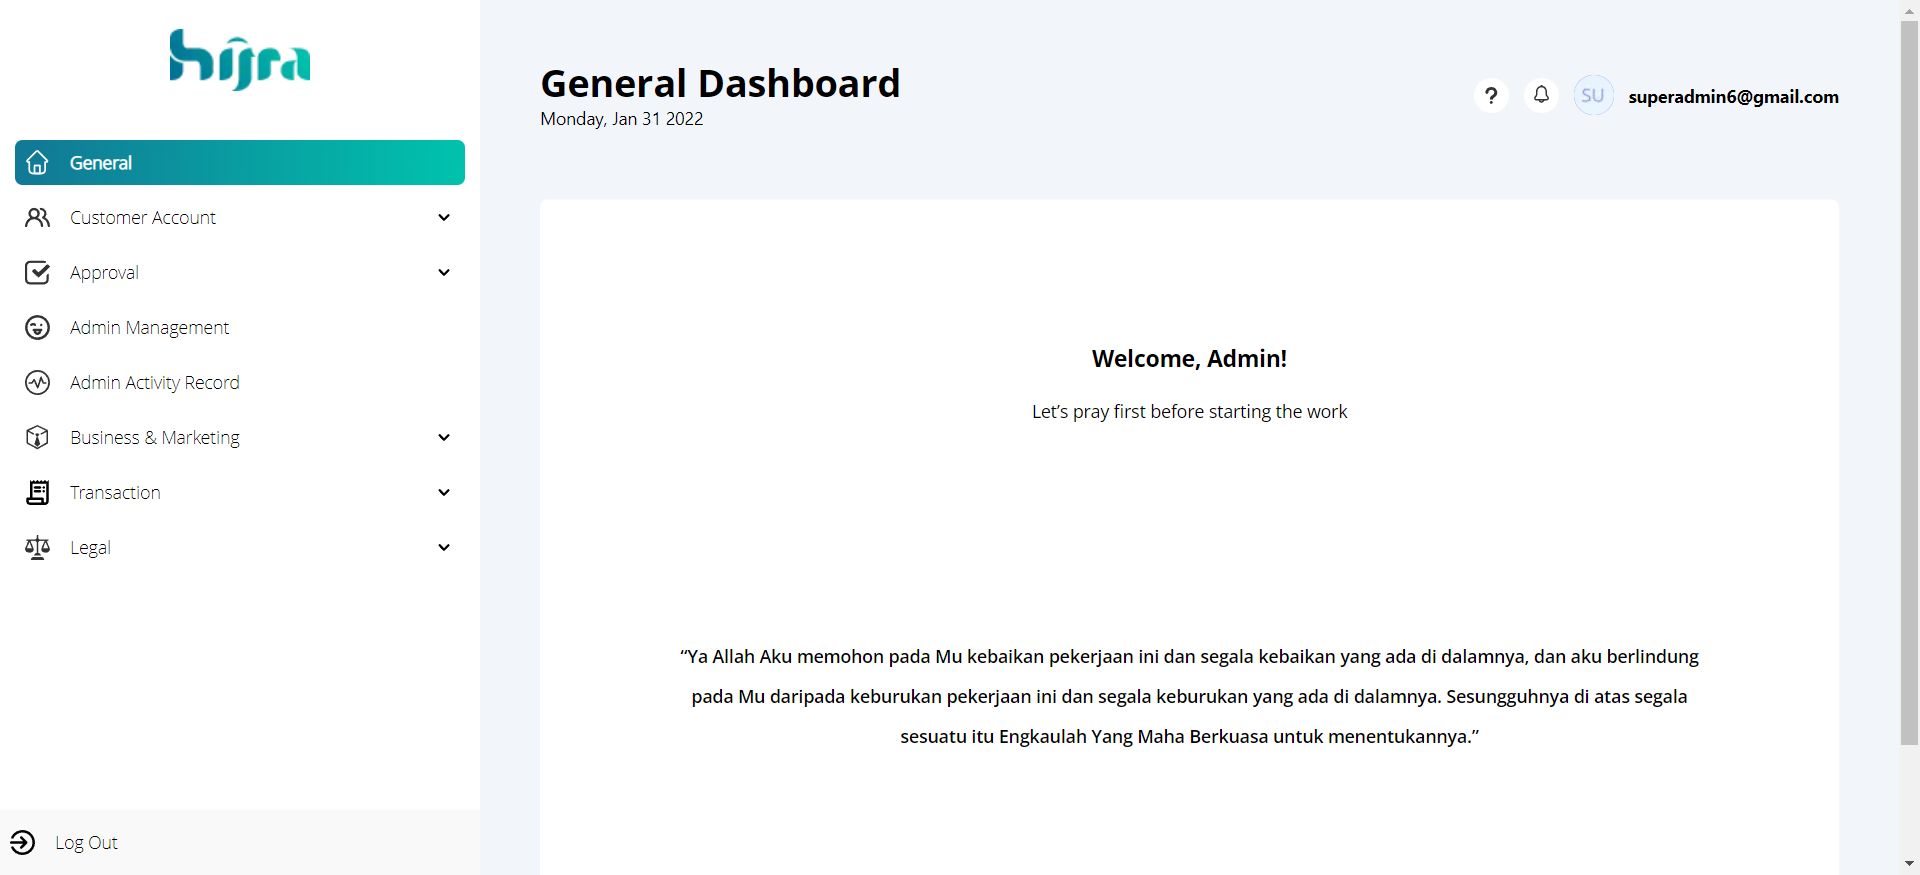 hijra
General
Customer Account
Approval
Admin Management
Admin Activity Record
Business & Marketing
Transaction
Legal
Log Out
General Dashboard
Monday, Jan 31 2022
?
SU
superadmin6@gmail.com
Welcome, Admin!
Let’s pray first before starting the work
“Ya Allah Aku memohon pada Mu kebaikan pekerjaan ini dan segala kebaikan yang ada di dalamnya, dan aku berlindung
pada Mu daripada keburukan pekerjaan ini dan segala keburukan yang ada di dalamnya. Sesungguhnya di atas segala
sesuatu itu Engkaulah Yang Maha Berkuasa untuk menentukannya.”